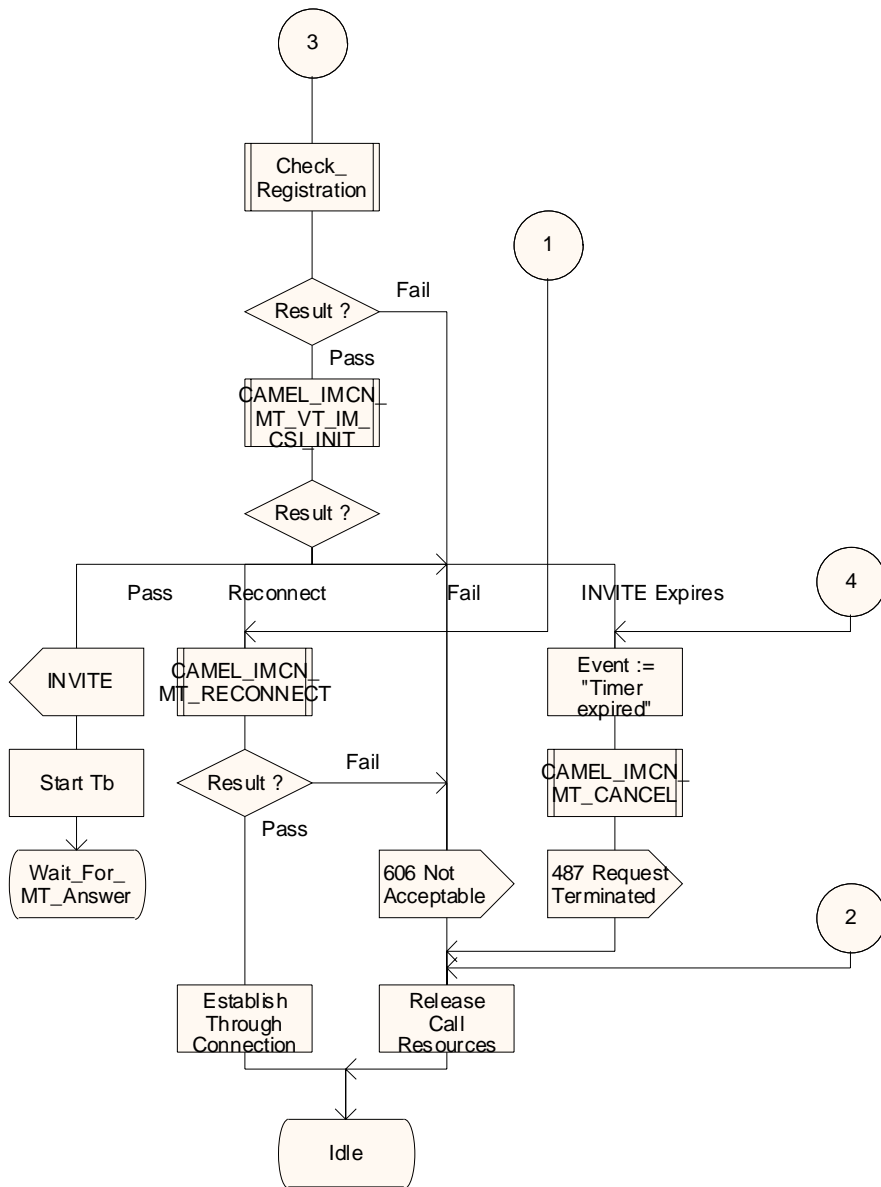 3
Check_
Registration
1
Result ?
Fail
Pass
CAMEL_IMCN_
MT_VT_IM_
CSI_INIT
Result ?
4
Pass
Reconnect
Fail
INVITE Expires
INVITE
CAMEL_IMCN_
MT_RECONNECT
Event :=
"Timer
expired"
Start Tb
Result ?
Fail
CAMEL_IMCN_
MT_CANCEL
Pass
Wait_For_
MT_Answer
606 Not
Acceptable
487 Request
Terminated
2
Establish
Through
Connection
Release
Call
Resources
Idle